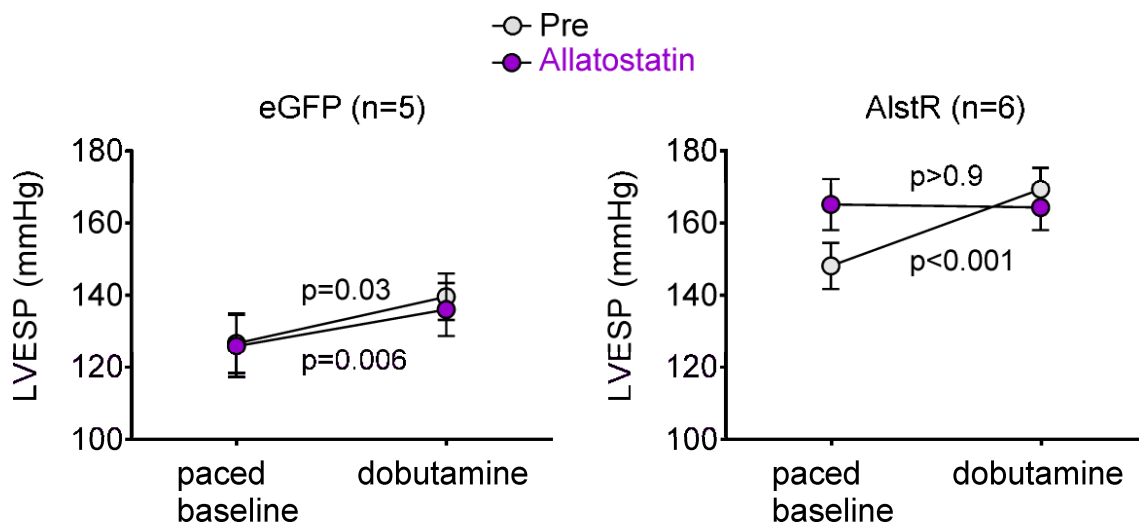 Pre
Allatostatin
eGFP (n=5)
LVESP (mmHg)
180
160
140
120
100
p=0.03
p=0.006
paced
baseline
dobutamine
AlstR (n=6)
LVESP (mmHg)
180
160
140
120
100
p>0.9
p<0.001
paced
baseline
dobutamine